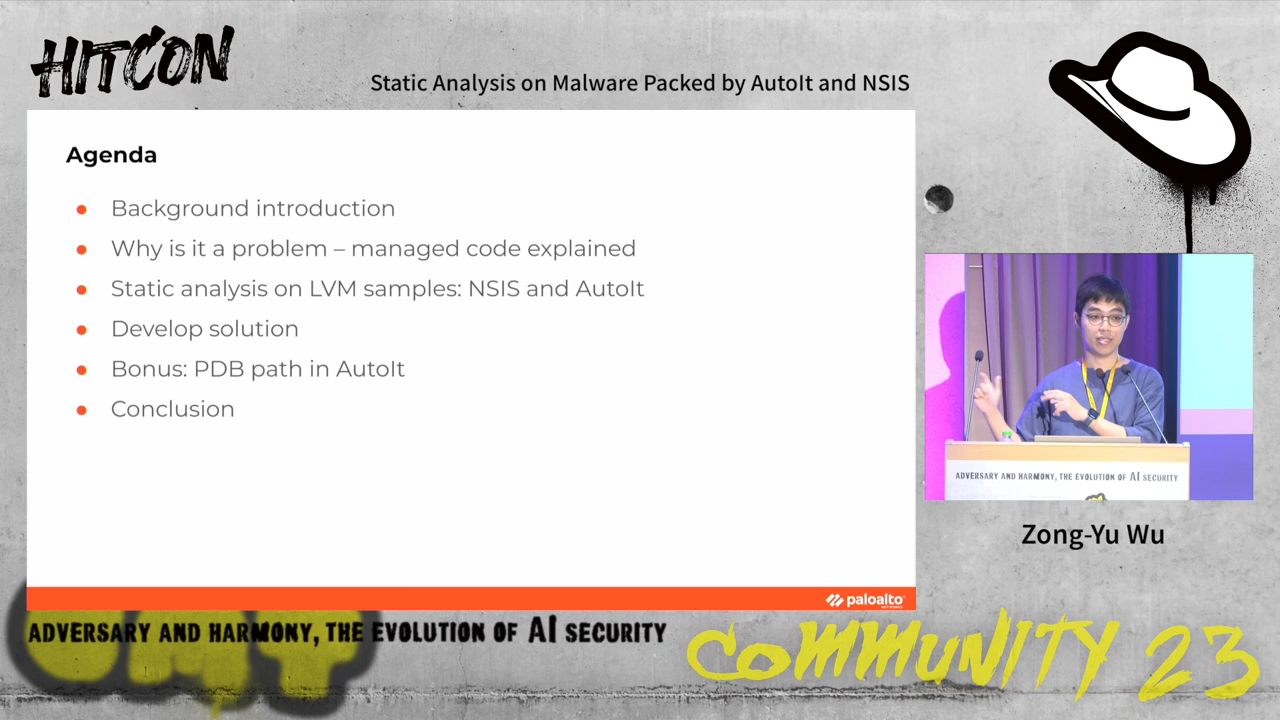 HITCON
Static Analysis on Malware Packed by AutoIt and NSIS
Agenda
Background introduction
Why is it a problem – managed code explained
Static analysis on LVM samples: NSIS and AutoIt
Develop solution
Bonus: PDB path in AutoIt
Conclusion
paloalto
NETWORKS
ADVERSARY AND HARMONY, THE EVOLUTION OF AI SECURITY
Zong-Yu Wu
ADVERSARY AND HARMONY, THE EVOLUTION OF AI SECURITY
COMMUNITY 23